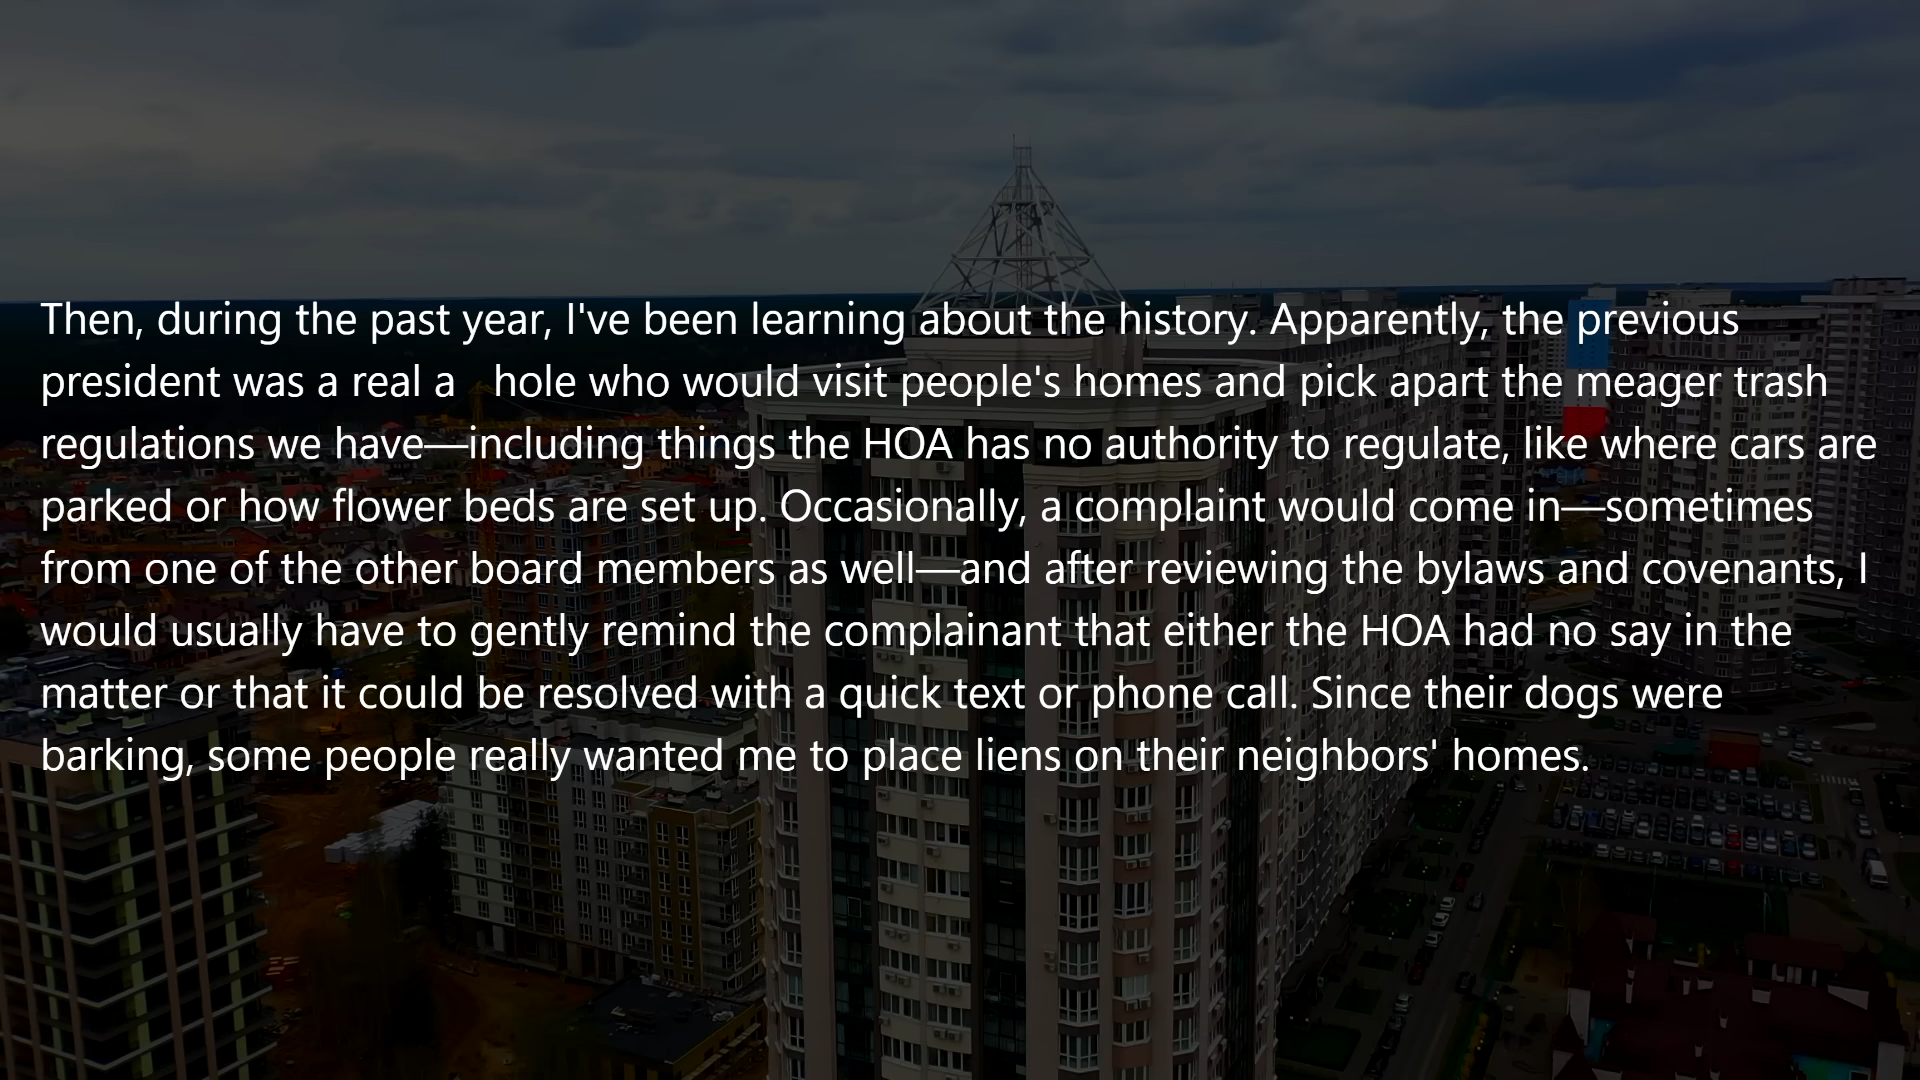 Then, during the past year, I've been learning about the history. Apparently, the previous
president was a real a   hole who would visit people's homes and pick apart the meager trash
regulations we have—including things the HOA has no authority to regulate, like where cars are
parked or how flower beds are set up. Occasionally, a complaint would come in—sometimes
from one of the other board members as well—and after reviewing the bylaws and covenants, I
would usually have to gently remind the complainant that either the HOA had no say in the
matter or that it could be resolved with a quick text or phone call. Since their dogs were
barking, some people really wanted me to place liens on their neighbors' homes.